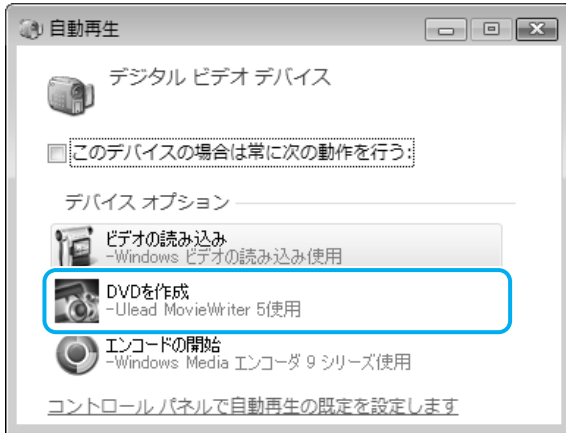 自動再生
デジタル ビデオ デバイス
このデバイスの場合は常に次の動作を行う:
デバイス オプション
ビデオの読み込み
-Windows ビデオの読み込み使用
DVDを作成
-Ulead MovieWriter 5使用
エンコードの開始
-Windows Media エンコーダ 9 シリーズ使用
コントロール パネルで自動再生の既定を設定します